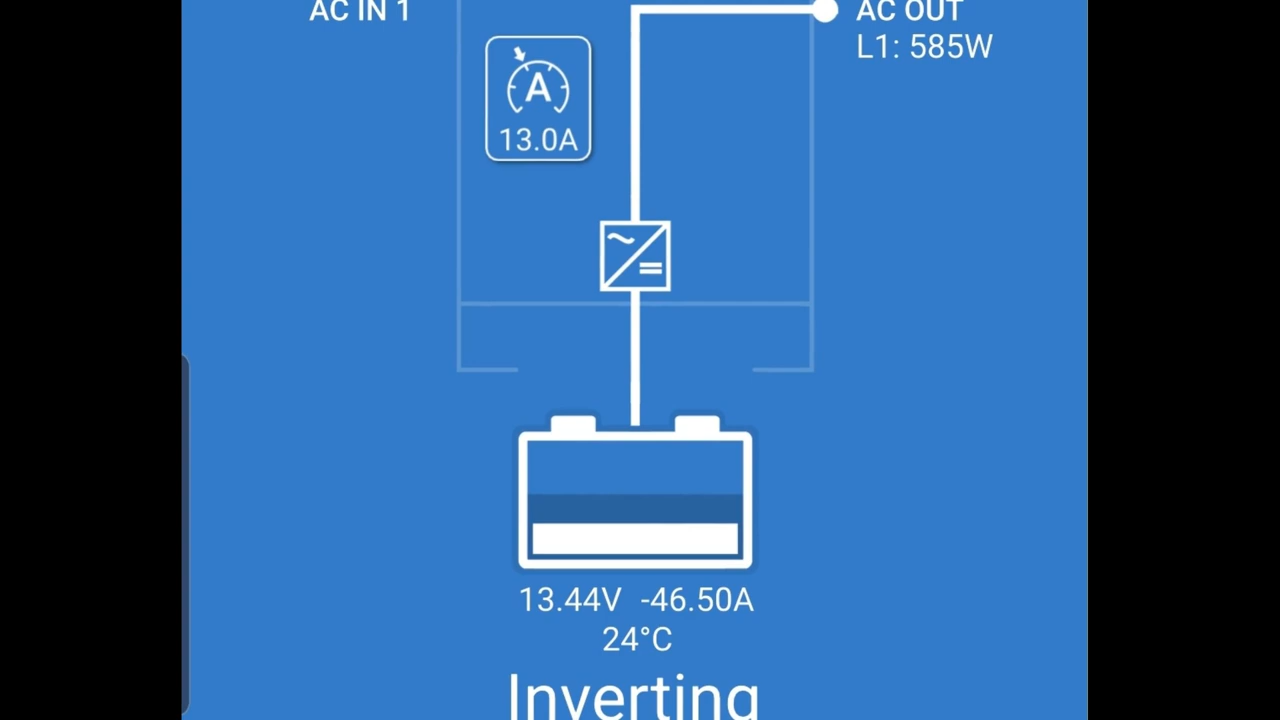 AC IN 1
AC OUT
L1: 585W
A
13.0A
13.44V -46.50A
24°C
Inverting